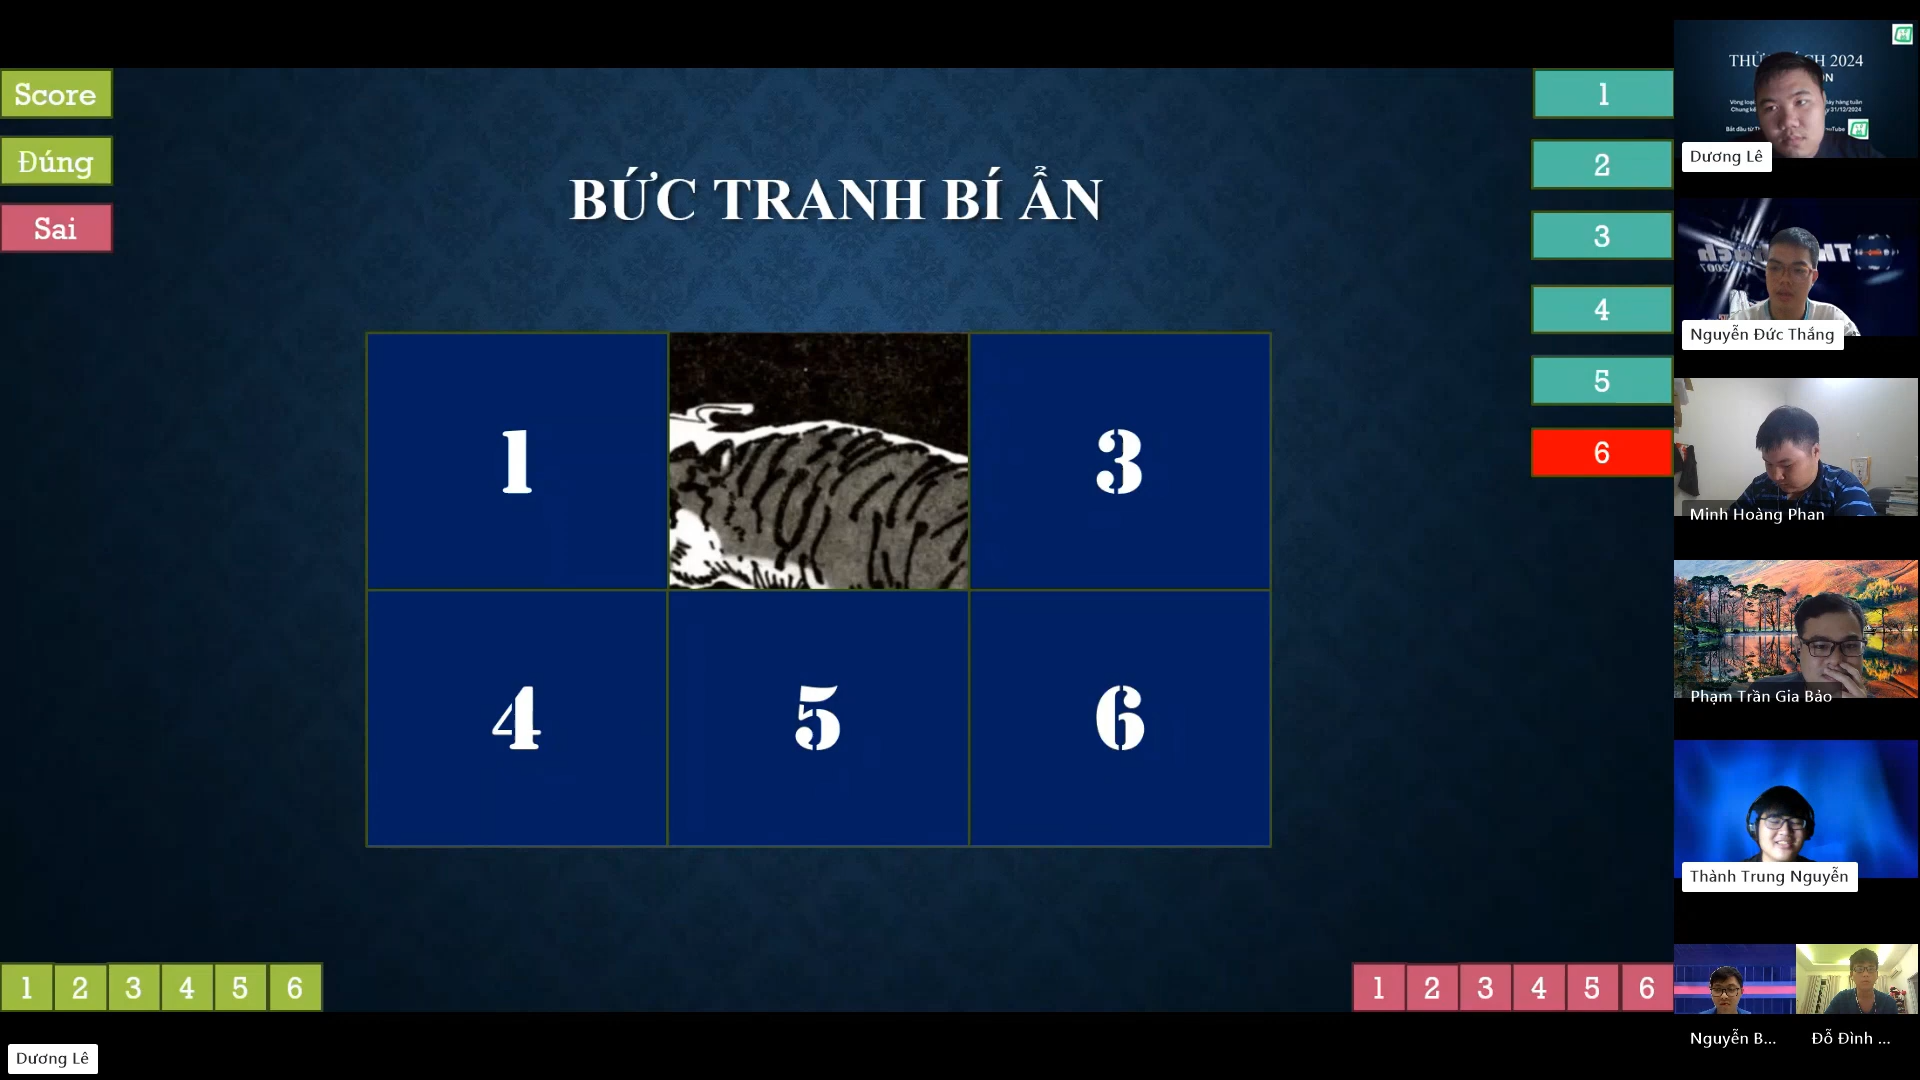 Score
Đúng
Sai
BỨC TRANH BÍ ẨN
1
3
4
5
6
1
2
3
4
5
6
1
2
3
4
5
6
1
2
3
4
5
6
Dương Lê
2024
Dương Lê
2007
Nguyễn Đức Thắng
Minh Hoàng Phan
Phạm Trần Gia Bảo
Thành Trung Nguyễn
Nguyễn B...
Đỗ Đình ...